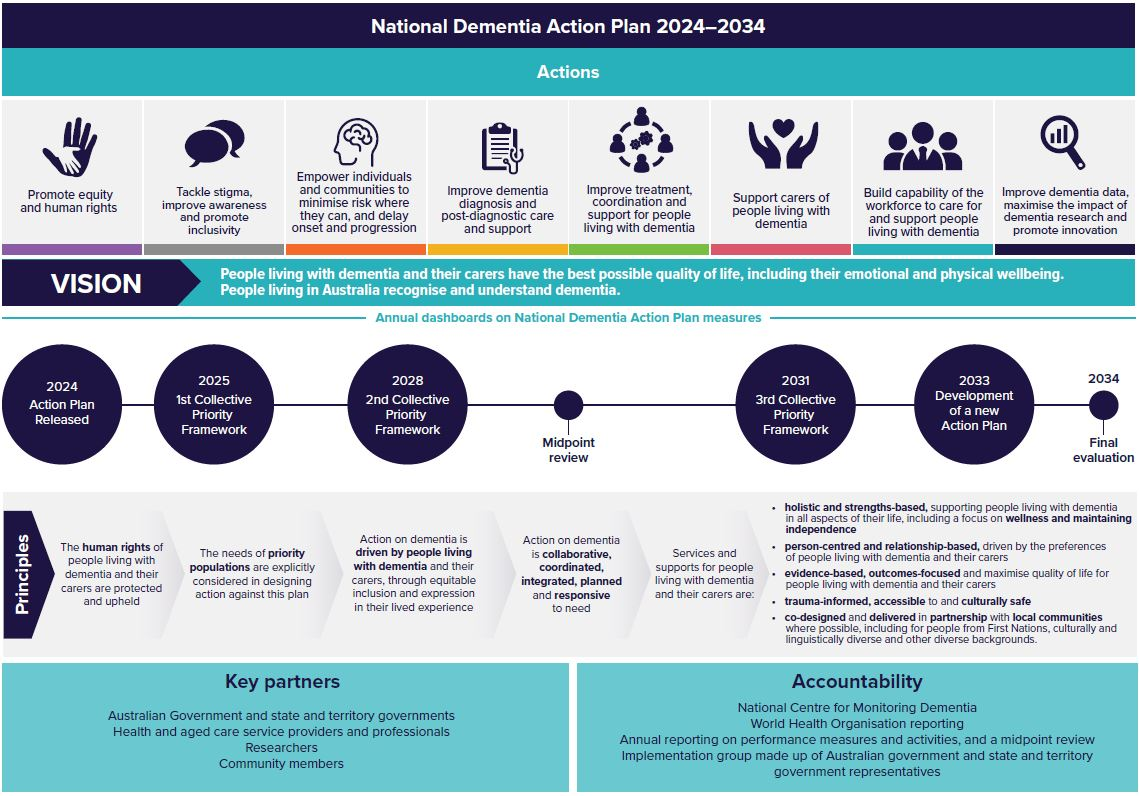 National Dementia Action Plan 2024–2034
Actions
Promote equity
and human rights
Tackle stigma,
improve awareness
and promote
inclusivity
Empower individuals
and communities to
minimise risk where
they can, and delay
onset and progression
Improve dementia
diagnosis and
post-diagnostic care
and support
Improve treatment,
coordination and
support for people
living with dementia
Support carers of
people living with
dementia
Build capability of the
workforce to care for
and support people
living with dementia
Improve dementia data,
maximise the impact of
dementia research and
promote innovation
VISION
People living with dementia and their carers have the best possible quality of life, including their emotional and physical wellbeing.
People living in Australia recognise and understand dementia.
Annual dashboards on National Dementia Action Plan measures
2024
Action Plan
Released
2025
1st Collective
Priority
Framework
2028
2nd Collective
Priority
Framework
Midpoint
review
2031
3rd Collective
Priority
Framework
2033
Development
of a new
Action Plan
2034
Final
evaluation
Principles
The human rights of
people living with
dementia and their
carers are protected
and upheld
The needs of priority
populations are explicitly
considered in designing
action against this plan
Action on dementia is
driven by people living
with dementia and their
carers, through equitable
inclusion and expression
in their lived experience
Action on dementia
is collaborative,
coordinated,
integrated, planned
and responsive
to need
Services and
supports for people
living with dementia
and their carers are:
• holistic and strengths-based, supporting people living with dementia
in all aspects of their life, including a focus on wellness and maintaining
independence
• person-centred and relationship-based, driven by the preferences
of people living with dementia and their carers
• evidence-based, outcomes-focused and maximise quality of life for
people living with dementia and their carers
• trauma-informed, accessible to and culturally safe
• co-designed and delivered in partnership with local communities
where possible, including for people from First Nations, culturally and
linguistically diverse and other diverse backgrounds.
Key partners
Australian Government and state and territory governments
Health and aged care service providers and professionals
Researchers
Community members
Accountability
National Centre for Monitoring Dementia
World Health Organisation reporting
Annual reporting on performance measures and activities, and a midpoint review
Implementation group made up of Australian government and state and territory
government representatives